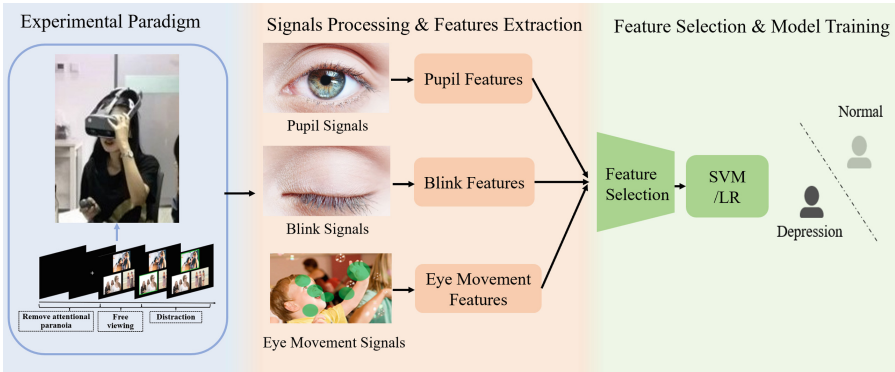 Experimental Paradigm
Remove attentional
paranoia
Free
viewing
Distraction
Signals Processing & Features Extraction
Pupil Signals
Pupil Features
Blink Signals
Blink Features
Eye Movement Signals
Eye Movement
Features
Feature Selection & Model Training
Feature
Selection
SVM
/LR
Normal
Depression